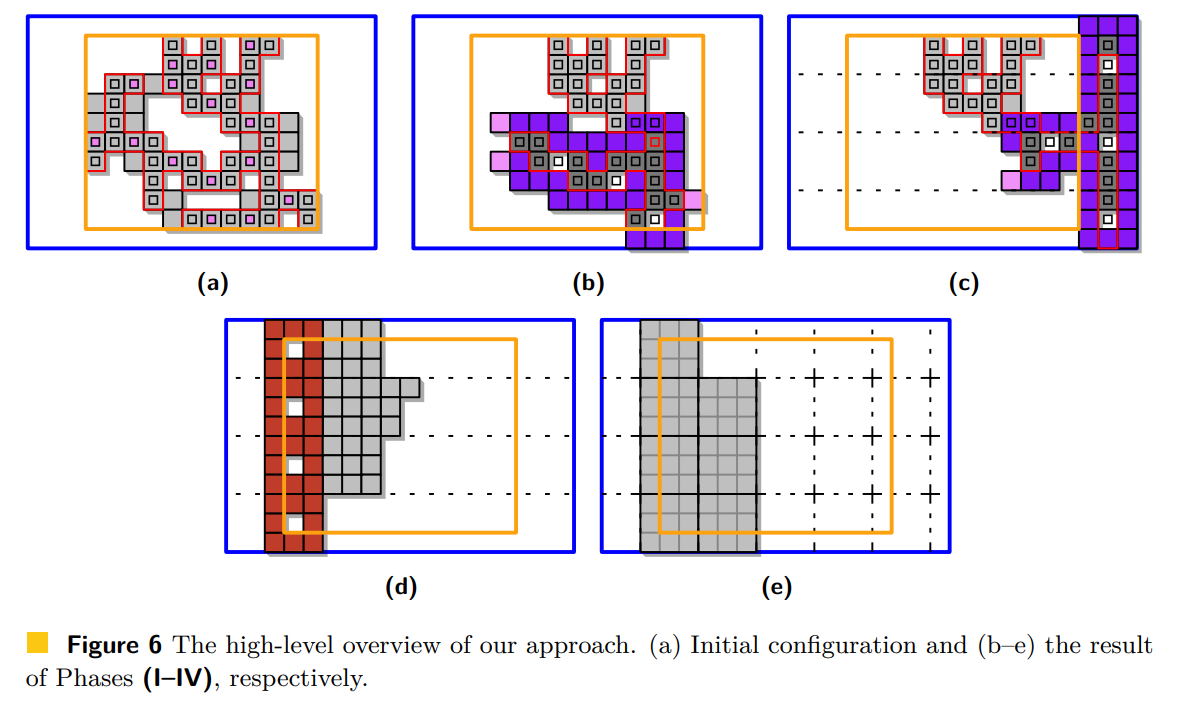 (a)
(b)
(c)
(d)
(e)
Figure 6 The high-level overview of our approach. (a) Initial configuration and (b–e) the result
of Phases (I–IV), respectively.